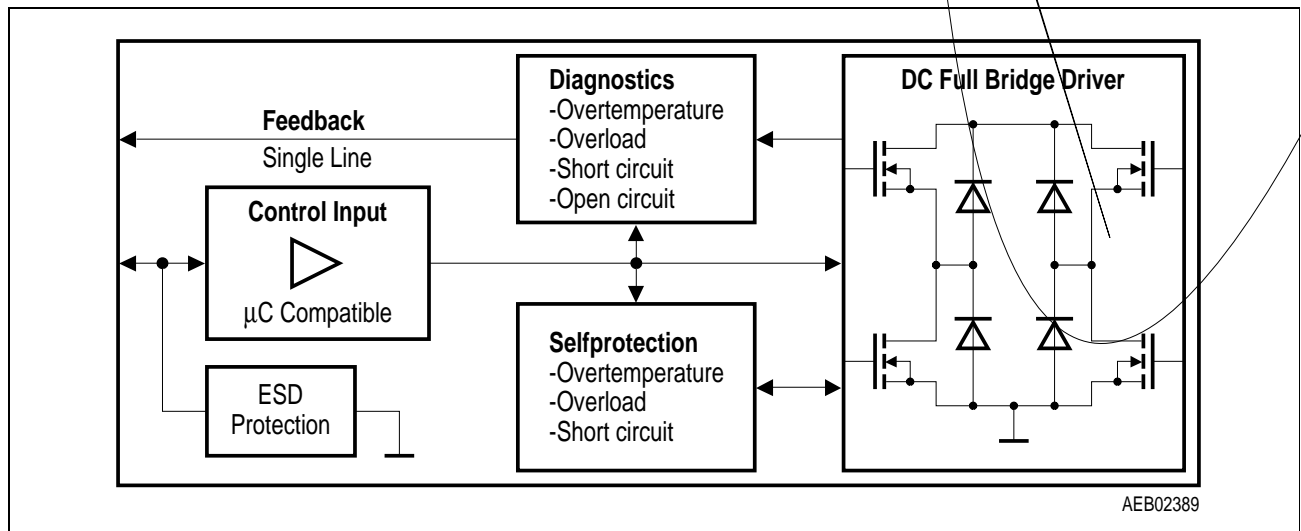 Diagnostics
-Overtemperature
-Overload
-Short circuit
-Open circuit
DC Full Bridge Driver
Feedback
Single Line
Control Input
μC Compatible
Selfprotection
-Overtemperature
-Overload
-Short circuit
ESD
Protection
AEB02389